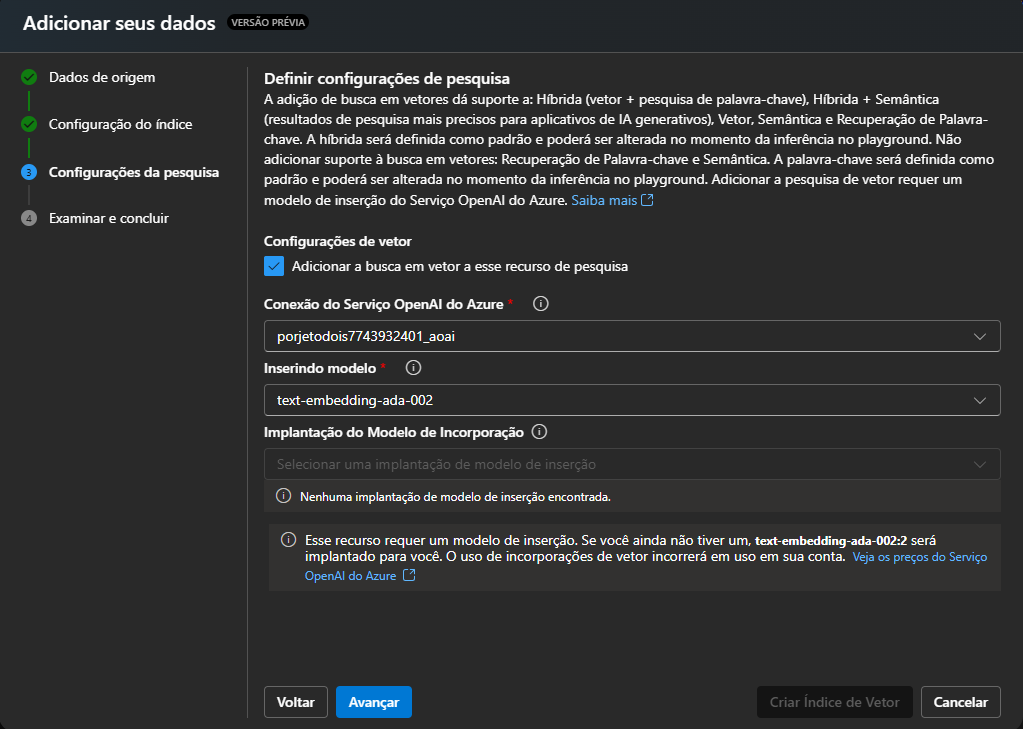 Adicionar seus dados VERSÃO PRÉVIA
Dados de origem
Configuração do índice
3 Configurações da pesquisa
4 Examinar e concluir
Definir configurações de pesquisa
A adição de busca em vetores dá suporte a: Híbrida (vetor + pesquisa de palavra-chave), Híbrida + Semântica
(resultados de pesquisa mais precisos para aplicativos de IA generativos), Vetor, Semântica e Recuperação de Palavra-
chave. A híbrida será definida como padrão e poderá ser alterada no momento da inferência no playground. Não
adicionar suporte à busca em vetores: Recuperação de Palavra-chave e Semântica. A palavra-chave será definida como
padrão e poderá ser alterada no momento da inferência no playground. Adicionar a pesquisa de vetor requer um
modelo de inserção do Serviço OpenAI do Azure. Saiba mais
Configurações de vetor
Adicionar a busca em vetor a esse recurso de pesquisa
Conexão do Serviço OpenAI do Azure *
porjetodois7743932401_aoai
Inserindo modelo *
text-embedding-ada-002
Implantação do Modelo de Incorporação
Selecionar uma implantação de modelo de inserção
Nenhuma implantação de modelo de inserção encontrada.
Esse recurso requer um modelo de inserção. Se você ainda não tiver um, text-embedding-ada-002:2 será
implantado para você. O uso de incorporações de vetor incorrerá em uso em sua conta. Veja os preços do Serviço
OpenAI do Azure
Voltar
Avançar
Criar Índice de Vetor
Cancelar